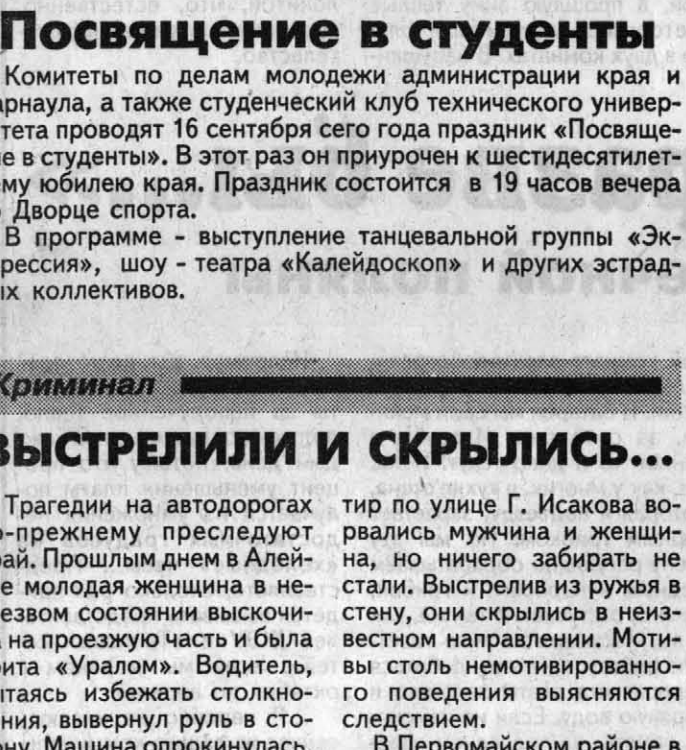 Посвящение в студенты
Комитеты по делам молодежи администрации края и
арнаула, а также студенческий клуб технического универ-
тета проводят 16 сентября сего года праздник «Посвяще-
ие в студенты». В этот раз он приурочен к шестидесятилет-
ему юбилею края. Праздник состоится в 19 часов вечера
Дворце спорта.
В программе - выступление танцевальной группы «Эк-
рессия», шоу - театра «Калейдоскоп» и других эстрад-
ых коллективов.
Криминал
ВЫСТРЕЛИЛИ И СКРЫЛИСЬ...
Трагедии на автодорогах
о-прежнему преследуют
рай. Прошлым днем в Алей-
е молодая женщина в не-
езвом состоянии выскочи-
на проезжую часть и была
ита «Уралом». Водитель,
ытаясь избежать столкно-
ния, вывернул руль в сто-
ону. Машина опрокинулась
тир по улице Г. Исакова во-
рвались мужчина и женщи-
на, но ничего забирать не
стали. Выстрелив из ружья в
стену, они скрылись в неиз-
вестном направлении. Моти-
вы столь немотивированно-
го поведения выясняются
следствием.
В Первомайском районе в